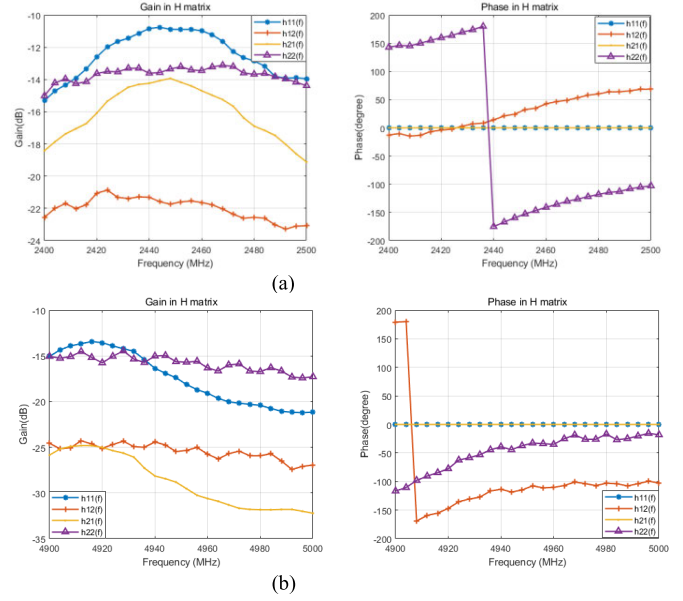 Gain in H matrix
-10
-12
-14
-16
-18
-20
-22
-24
2400 2420 2440 2460 2480 2500
Gain(dB)
Frequency (MHz)
h11(f)
h12(f)
h21(f)
h22(f)
Phase in H matrix
200
150
100
50
0
-50
-100
-150
-200
2400 2420 2440 2460 2480 2500
Phase(degree)
Frequency (MHz)
h11(f)
h12(f)
h21(f)
h22(f)
(a)
Gain in H matrix
-10
-15
-20
-25
-30
-35
4900 4920 4940 4960 4980 5000
Gain(dB)
Frequency (MHz)
h11(f)
h12(f)
h21(f)
h22(f)
Phase in H matrix
200
150
100
50
0
-50
-100
-150
-200
4900 4920 4940 4960 4980 5000
Phase(degree)
Frequency (MHz)
h11(f)
h12(f)
h21(f)
h22(f)
(b)